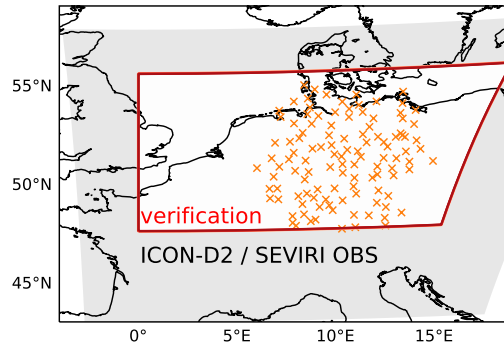 55°N
50°N
45°N
verification
ICON-D2 / SEVIRI OBS
0°
5°E
10°E
15°E